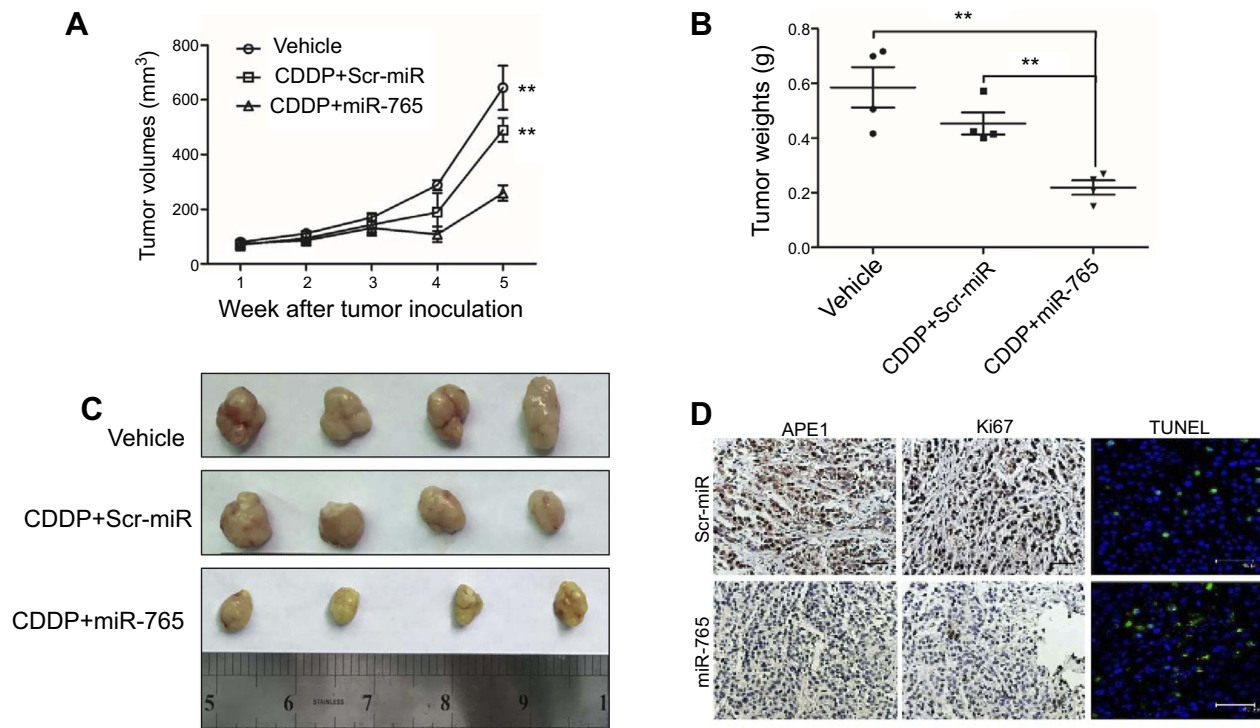 A
Tumor volumes (mm³)
800
600
400
200
0
Vehicle
CDDP+Scr-miR
CDDP+miR-765
**
**
1 2 3 4 5
Week after tumor inoculation
B
Tumor weights (g)
0.8
0.6
0.4
0.2
0.0
**
**
Vehicle
CDDP+Scr-miR
CDDP+miR-765
C
Vehicle
CDDP+Scr-miR
CDDP+miR-765
5 6 STAINLESS 7 8 9 1
D
APE1 Ki67 TUNEL
Scr-miR
miR-765